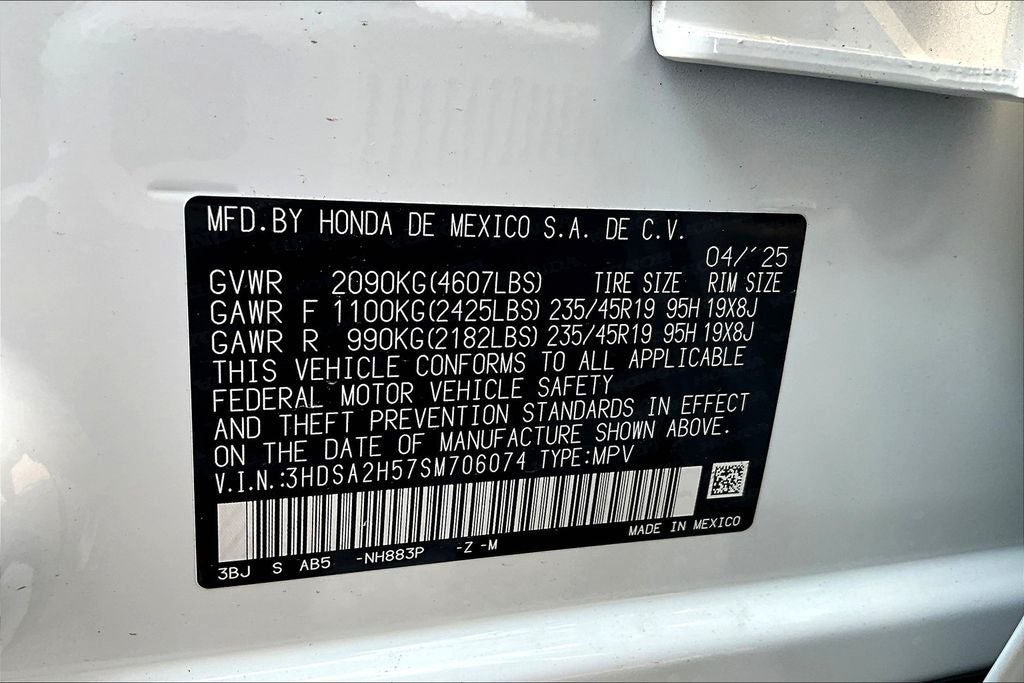 MFD.BY HONDA DE MEXICO S.A. DE C.V.
04/´25
GVWR 2090KG(4607LBS) TIRE SIZE RIM SIZE
GAWR F 1100KG(2425LBS) 235/45R19 95H 19X8J
GAWR R 990KG(2182LBS) 235/45R19 95H 19X8J
THIS VEHICLE CONFORMS TO ALL APPLICABLE
FEDERAL MOTOR VEHICLE SAFETY
AND THEFT PREVENTION STANDARDS IN EFFECT
ON THE DATE OF MANUFACTURE SHOWN ABOVE.
V.I.N.:3HDSA2H57SM706074 TYPE:MPV
MADE IN MEXICO
3BJ S AB5 -NH883P -Z -M